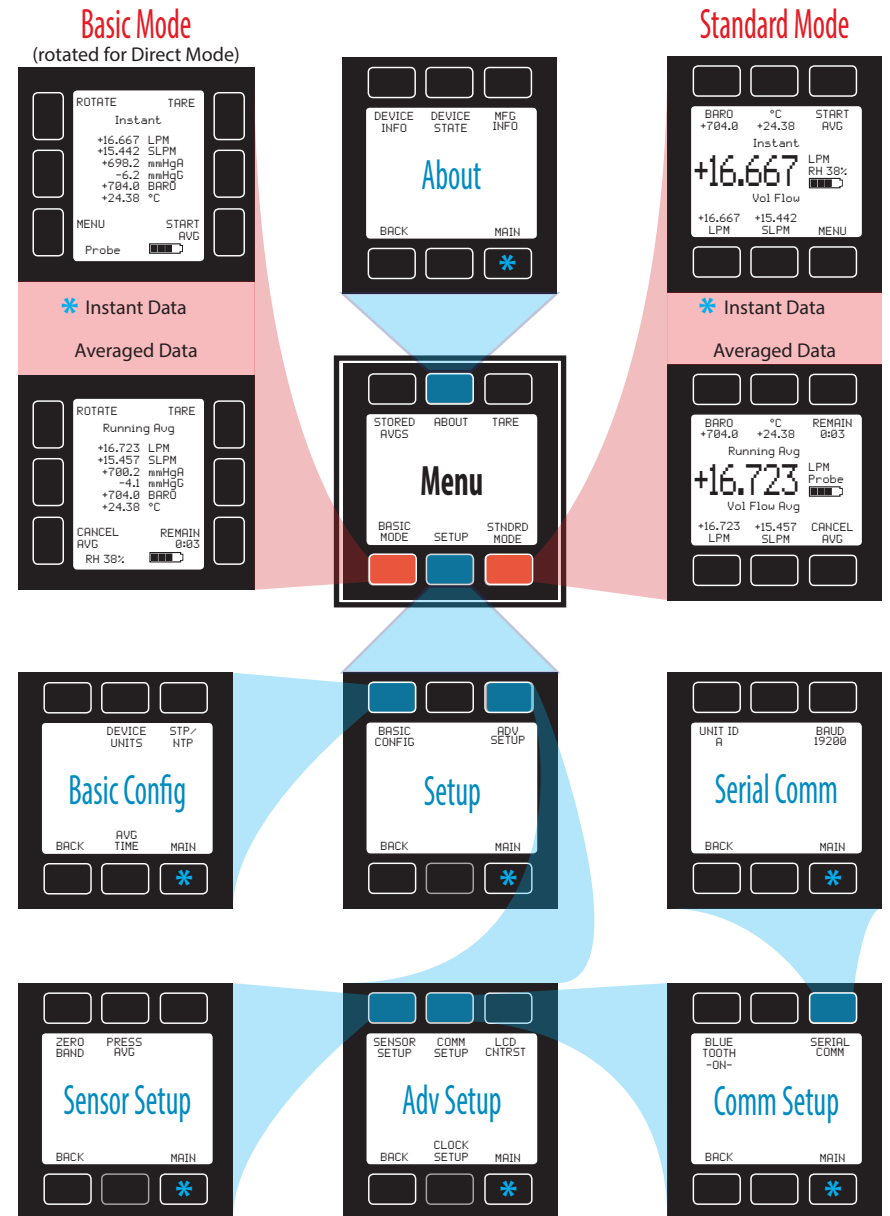 Basic Mode
(rotated for Direct Mode)
ROTATE TARE
Instant
+16.667 LPM
+15.442 SLPM
+698.2 mmHgA
-6.2 mmHgG
+704.0 BARO
+24.38 °C
MENU START
AVG
Probe
* Instant Data
Averaged Data
ROTATE TARE
Running Avg
+16.723 LPM
+15.457 SLPM
+700.2 mmHgA
-4.1 mmHgG
+704.0 BARO
+24.38 °C
CANCEL REMAIN
AVG 0:03
RH 38%
DEVICE DEVICE MFG
INFO STATE INFO
About
BACK MAIN
*
STORED ABOUT TARE
AVGS
Menu
BASIC SETUP STNDRD
MODE MODE
Standard Mode
BARO °C START
+704.0 +24.38 AVG
Instant
+16.667 LPM
RH 38%
Vol Flow
+16.667 +15.442
LPM SLPM MENU
* Instant Data
Averaged Data
BARO °C REMAIN
+704.0 +24.38 0:03
Running Avg
+16.723 LPM
Probe
Vol Flow Avg
+16.723 +15.457 CANCEL
LPM SLPM AVG
DEVICE STP/
UNITS NTP
Basic Config
AVG
BACK TIME MAIN
*
BASIC ADV
CONFIG SETUP
Setup
BACK MAIN
*
UNIT ID BAUD
A 19200
Serial Comm
BACK MAIN
*
ZERO PRESS
BAND AVG
Sensor Setup
BACK MAIN
*
SENSOR COMM LCD
SETUP SETUP CNTRST
Adv Setup
CLOCK
BACK SETUP MAIN
*
BLUE SERIAL
TOOTH COMM
-ON-
Comm Setup
BACK MAIN
*